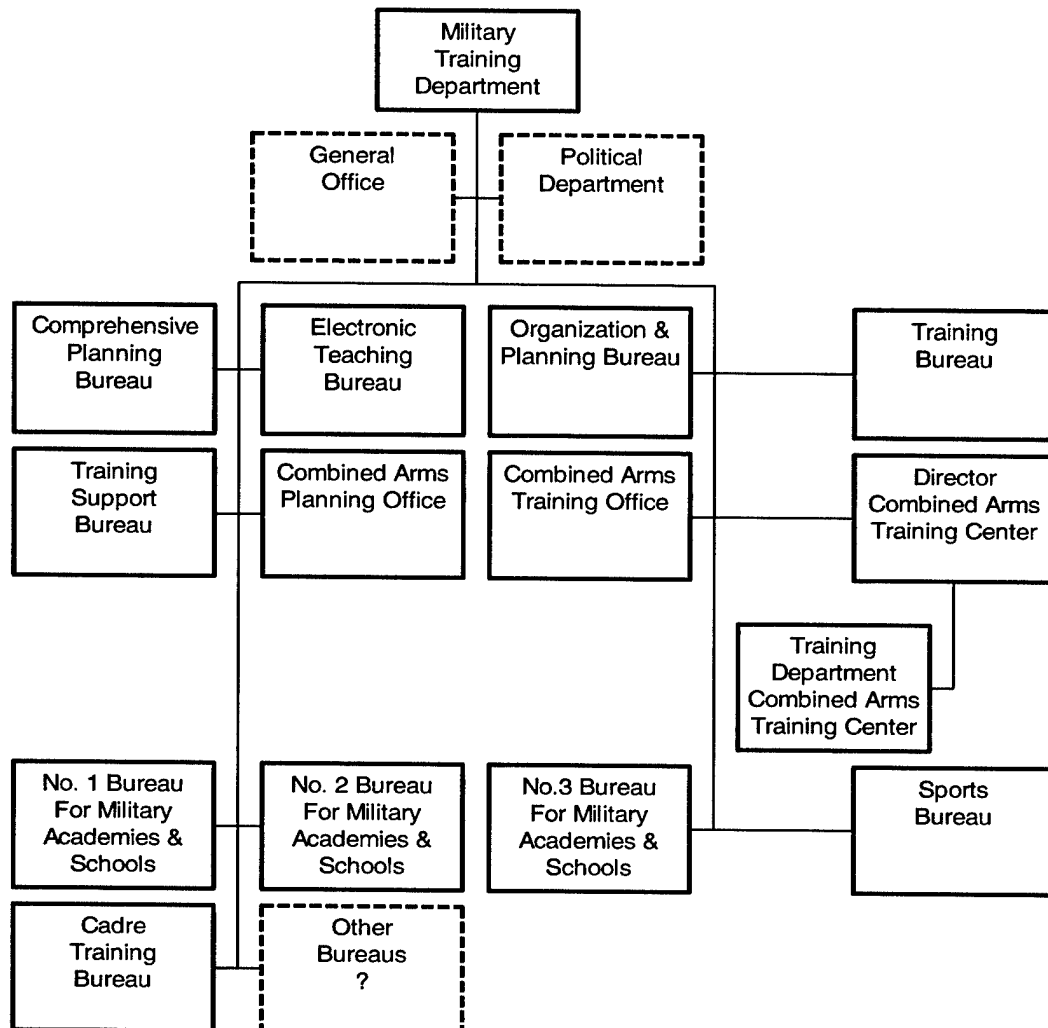 Military
Training
Department
General
Office
Political
Department
Comprehensive
Planning
Bureau
Electronic
Teaching
Bureau
Organization &
Planning Bureau
Training
Bureau
Training
Support
Bureau
Combined Arms
Planning Office
Combined Arms
Training Office
Director
Combined Arms
Training Center
Training
Department
Combined Arms
Training Center
No. 1 Bureau
For Military
Academies &
Schools
No. 2 Bureau
For Military
Academies &
Schools
No.3 Bureau
For Military
Academies &
Schools
Sports
Bureau
Cadre
Training
Bureau
Other
Bureaus
?